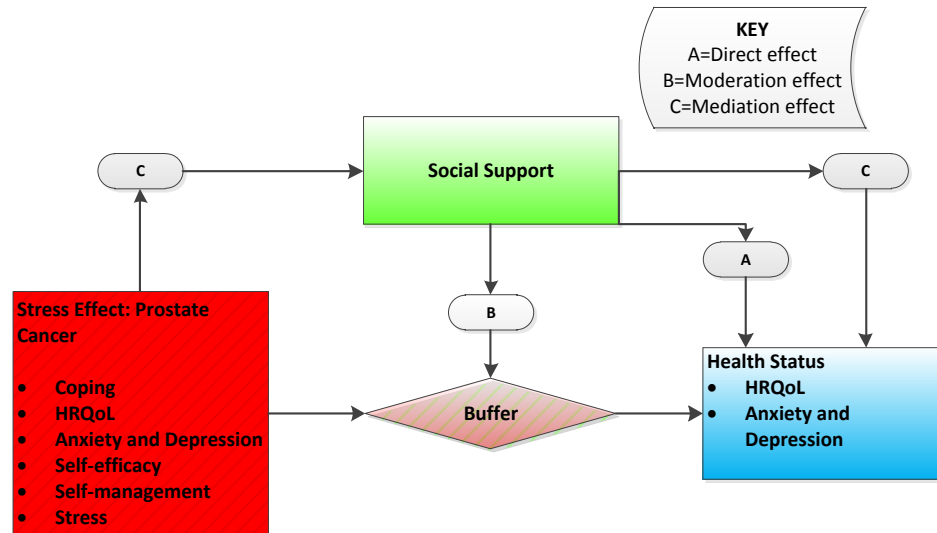 KEY
A=Direct effect
B=Moderation effect
C=Mediation effect
C
Social Support
C
A
B
Stress Effect: Prostate
Cancer
• Coping
• HRQoL
• Anxiety and Depression
• Self-efficacy
• Self-management
• Stress
Buffer
Health Status
• HRQoL
• Anxiety and
Depression